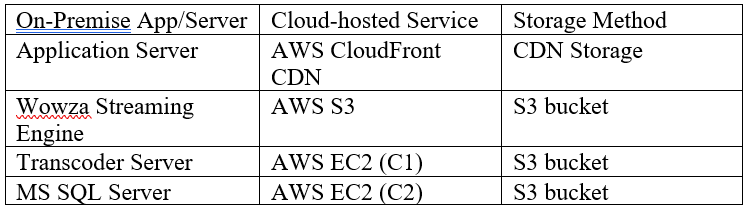 On-Premise App/Server Cloud-hosted Service Storage Method
Application Server AWS CloudFront CDN Storage
CDN
Wowza Streaming AWS S3 S3 bucket
Engine
Transcoder Server AWS EC2 (C1) S3 bucket
MS SQL Server AWS EC2 (C2) S3 bucket